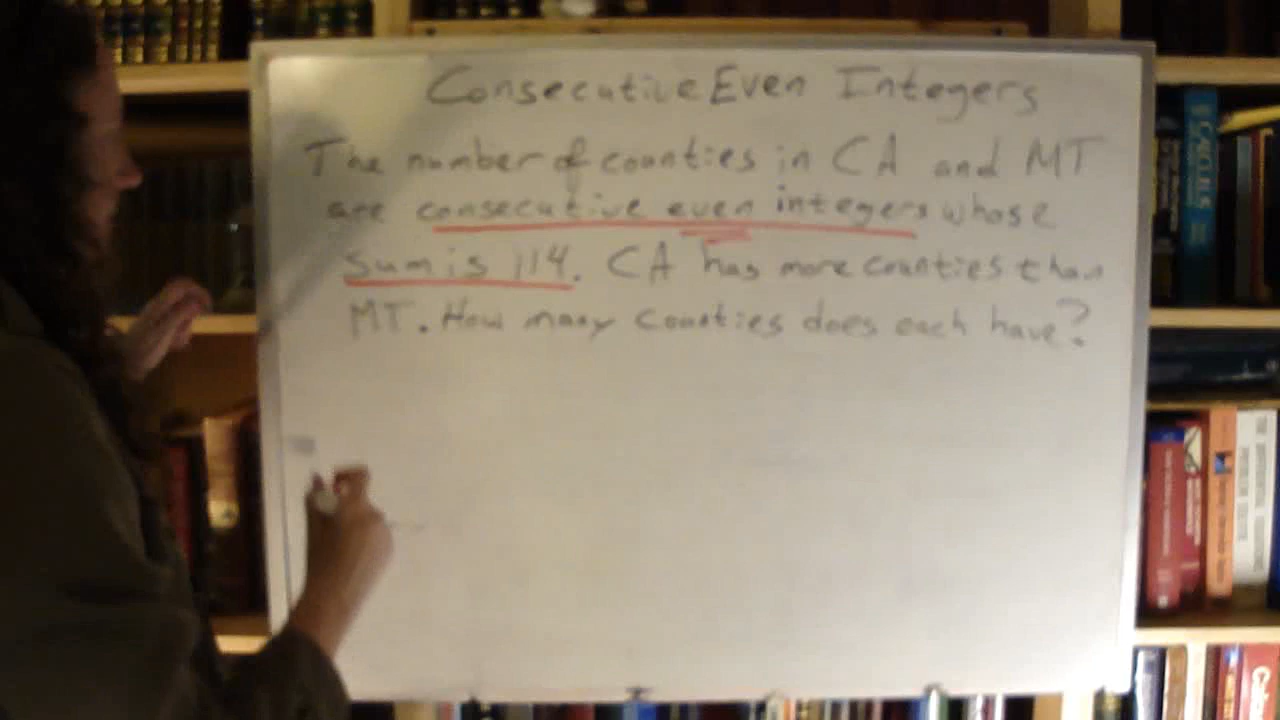 Consecutive Even Integers
The number of counties in CA and MT
are consecutive even integers whose
sum is 114. CA has more counties than
MT. How many counties does each have?
CALCULUS